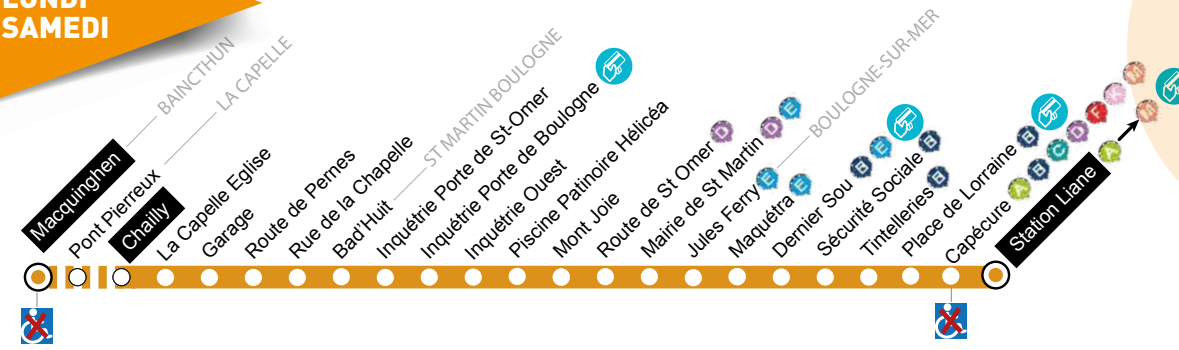 LUNDI
SAMEDI
BAINCTHUN
LA CAPELLE
ST MARTIN BOULOGNE
BOULOGNE-SUR-MER
Macquinghen
Pont Pierreux
Chailly
La Capelle Eglise
Garage
Route de Pernes
Rue de la Chapelle
Bad'Huit
Inquétrie Porte de St-Omer
Inquétrie Porte de Boulogne
Inquétrie Ouest
Piscine Patinoire Hélicéa
Mont Joie
Route de St Omer D
Mairie de St Martin D E
Jules Ferry E
Maquétra E
Dernier Sou B E
Sécurité Sociale B
Tintelleries B
Place de Lorraine B
Capécure A B C D F
Station Liane A